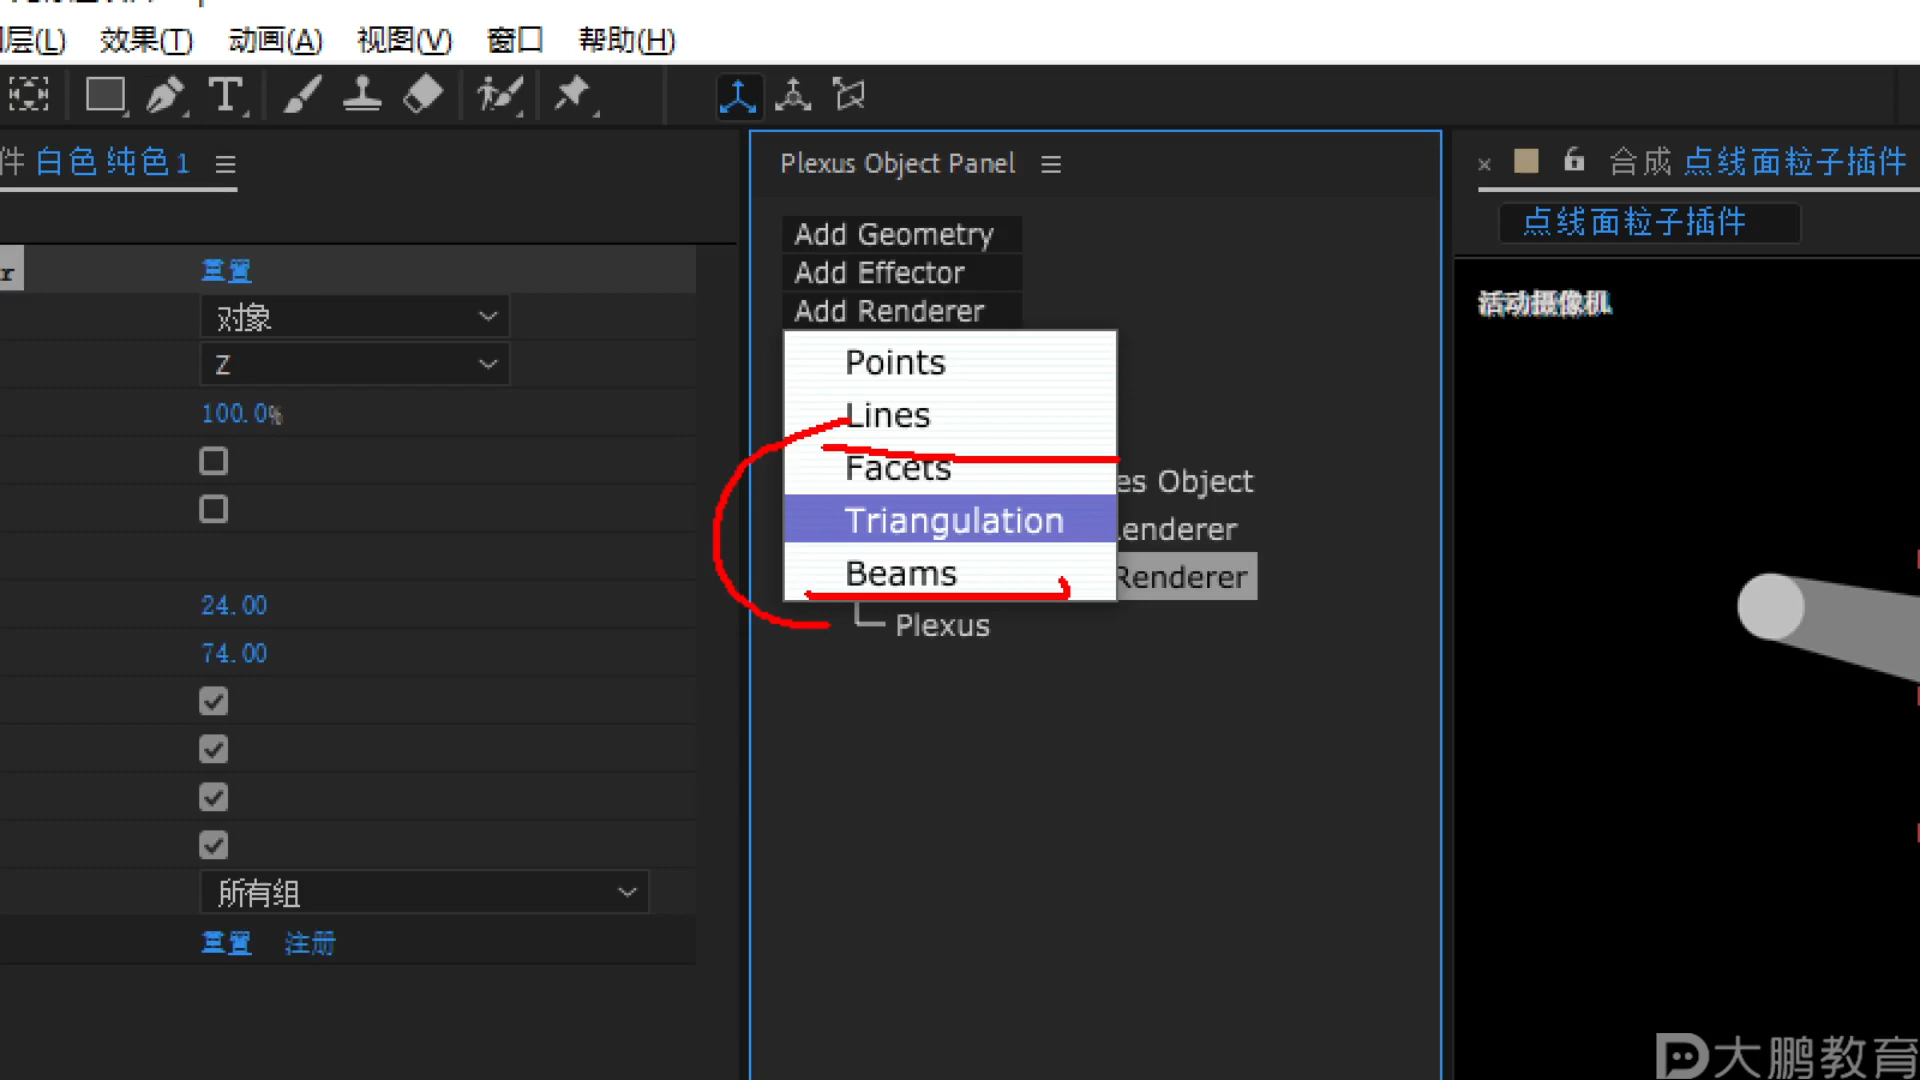 层(L) 效果(T) 动画(A) 视图(V) 窗口 帮助(H)
件 白色 纯色 1
Plexus Object Panel
合成 点线面粒子插件
点线面粒子插件
Add Geometry
Add Effector
Add Renderer
活动摄像机
r
重置
对象
Z
100.0%
24.00
74.00
所有组
重置 注册
Points
Lines
Facets
Triangulation
Beams
es Object
enderer
Renderer
Plexus
大鹏教育